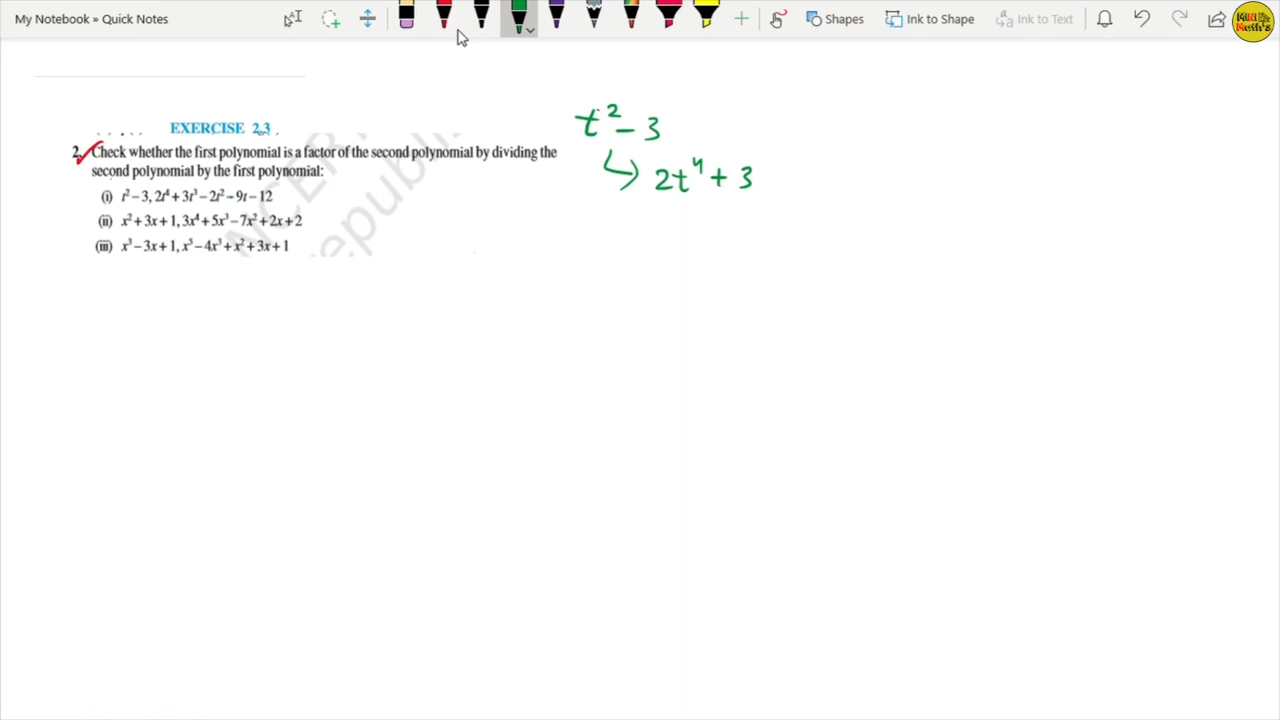 My Notebook » Quick Notes
Shapes
Ink to Shape
Ink to Text
EXERCISE 2.3
2. Check whether the first polynomial is a factor of the second polynomial by dividing the
second polynomial by the first polynomial:
(i) t² – 3, 2t⁴ + 3t³ – 2t² – 9t – 12
(ii) x² + 3x + 1, 3x⁴ + 5x³ – 7x² + 2x + 2
(iii) x³ – 3x + 1, x⁵ – 4x³ + x² + 3x + 1
t² – 3
↳ 2t⁴ + 3